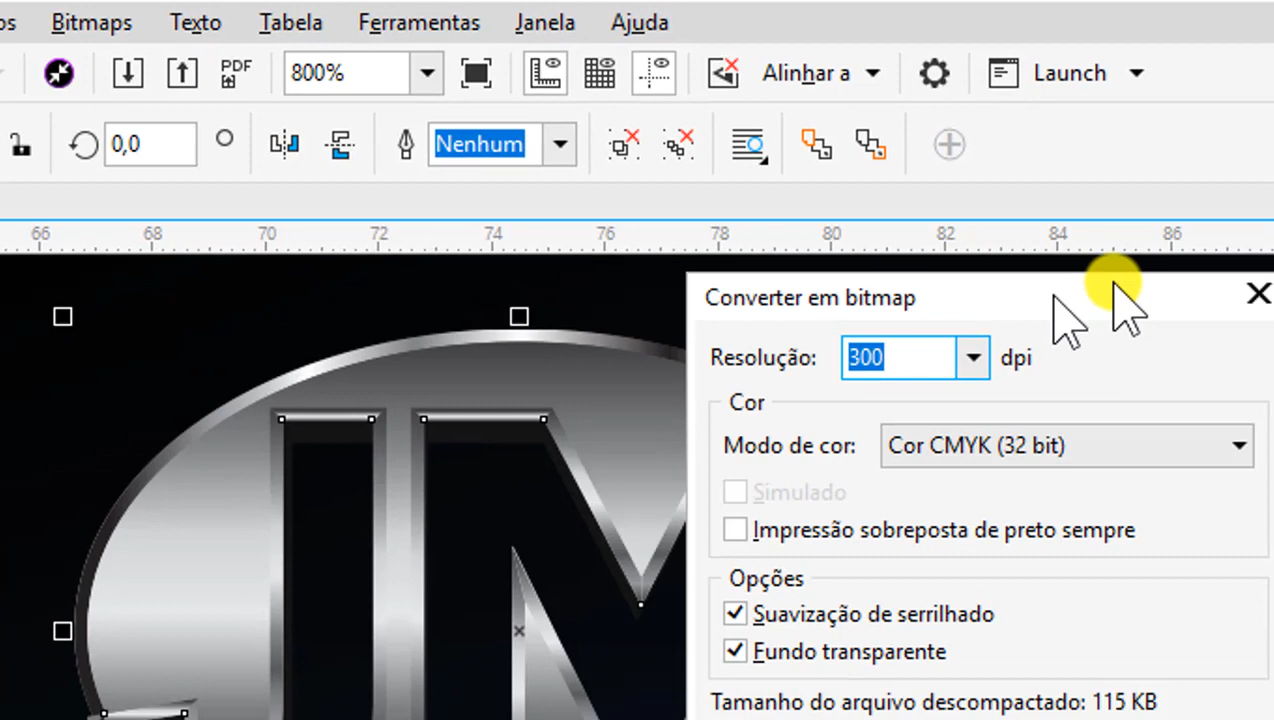 os Bitmaps Texto Tabela Ferramentas Janela Ajuda
PDF 800% Alinhar a Launch
0,0 Nenhum
66 68 70 72 74 76 78 80 82 84 86
Converter em bitmap
Resolução: 300 dpi
Cor
Modo de cor: Cor CMYK (32 bit)
Simulado
Impressão sobreposta de preto sempre
Opções
Suavização de serrilhado
Fundo transparente
Tamanho do arquivo descompactado: 115 KB